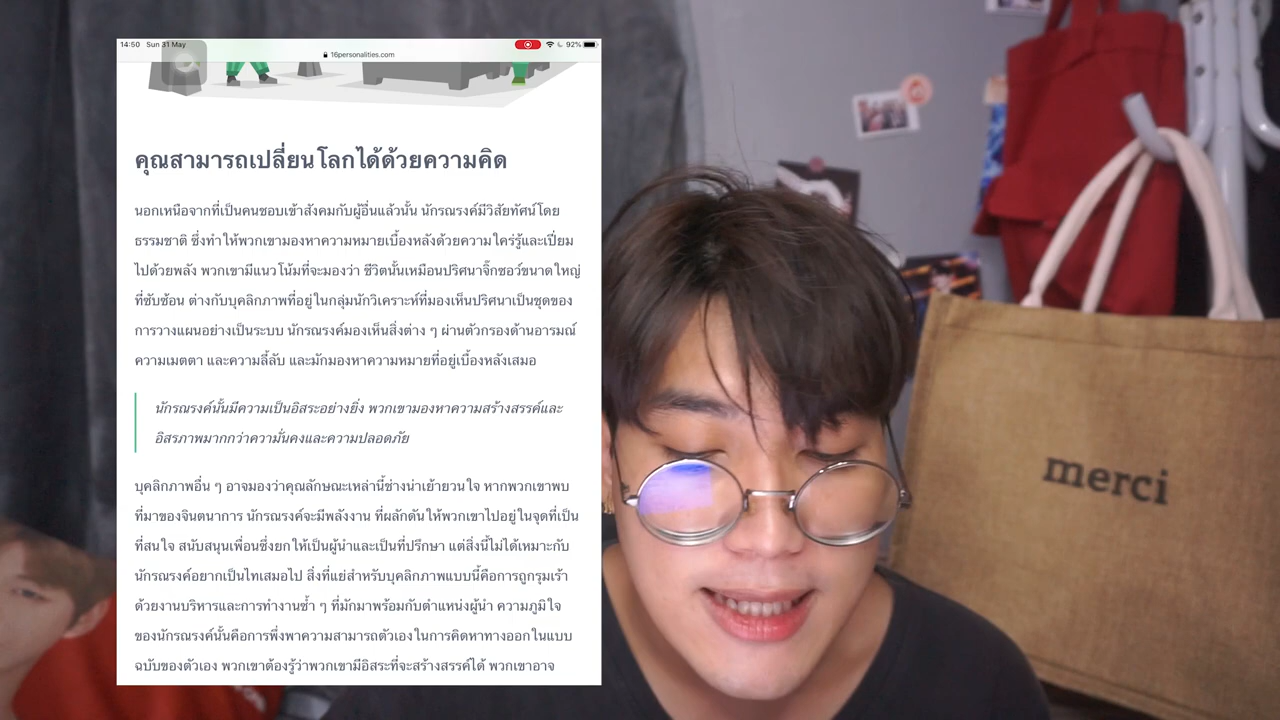 14:50 Sun 31 May
92%
16personalities.com
คุณสามารถเปลี่ยนโลกได้ด้วยความคิด
นอกเหนือจากที่เป็นคนชอบเข้าสังคมกับผู้อื่นแล้วนั้น นักรณรงค์มีวิสัยทัศน์โดย
ธรรมชาติ ซึ่งทำให้พวกเขามองหาความหมายเบื้องหลังด้วยความใคร่รู้และเปี่ยม
ไปด้วยพลัง พวกเขามีแนวโน้มที่จะมองว่า ชีวิตนั้นเหมือนปริศนาจิ๊กซอว์ขนาดใหญ่
ที่ซับซ้อน ต่างกับบุคลิกภาพที่อยู่ในกลุ่มนักวิเคราะห์ที่มองเห็นปริศนาเป็นชุดของ
การวางแผนอย่างเป็นระบบ นักรณรงค์มองเห็นสิ่งต่าง ๆ ผ่านตัวกรองด้านอารมณ์
ความเมตตา และความลี้ลับ และมักมองหาความหมายที่อยู่เบื้องหลังเสมอ
นักรณรงค์นั้นมีความเป็นอิสระอย่างยิ่ง พวกเขามองหาความสร้างสรรค์และ
อิสรภาพมากกว่าความั่นคงและความปลอดภัย
บุคลิกภาพอื่น ๆ อาจมองว่าคุณลักษณะเหล่านี้ช่างน่าเย้ายวนใจ หากพวกเขาพบ
ที่มาของจินตนาการ นักรณรงค์จะมีพลังงาน ที่ผลักดันให้พวกเขาไปอยู่ในจุดที่เป็น
ที่สนใจ สนับสนุนเพื่อนซึ่งยกให้เป็นผู้นำและเป็นที่ปรึกษา แต่สิ่งนี้ไม่ได้เหมาะกับ
นักรณรงค์อยากเป็นไทเสมอไป สิ่งที่แย่สำหรับบุคลิกภาพแบบนี้คือการถูกรุมเร้า
ด้วยงานบริหารและการทำงานซ้ำ ๆ ที่มักมาพร้อมกับตำแหน่งผู้นำ ความภูมิใจ
ของนักรณรงค์นั้นคือการพึ่งพาความสามารถตัวเองในการคิดหาทางออกในแบบ
ฉบับของตัวเอง พวกเขาต้องรู้ว่าพวกเขามีอิสระที่จะสร้างสรรค์ได้ พวกเขาอาจ
merci